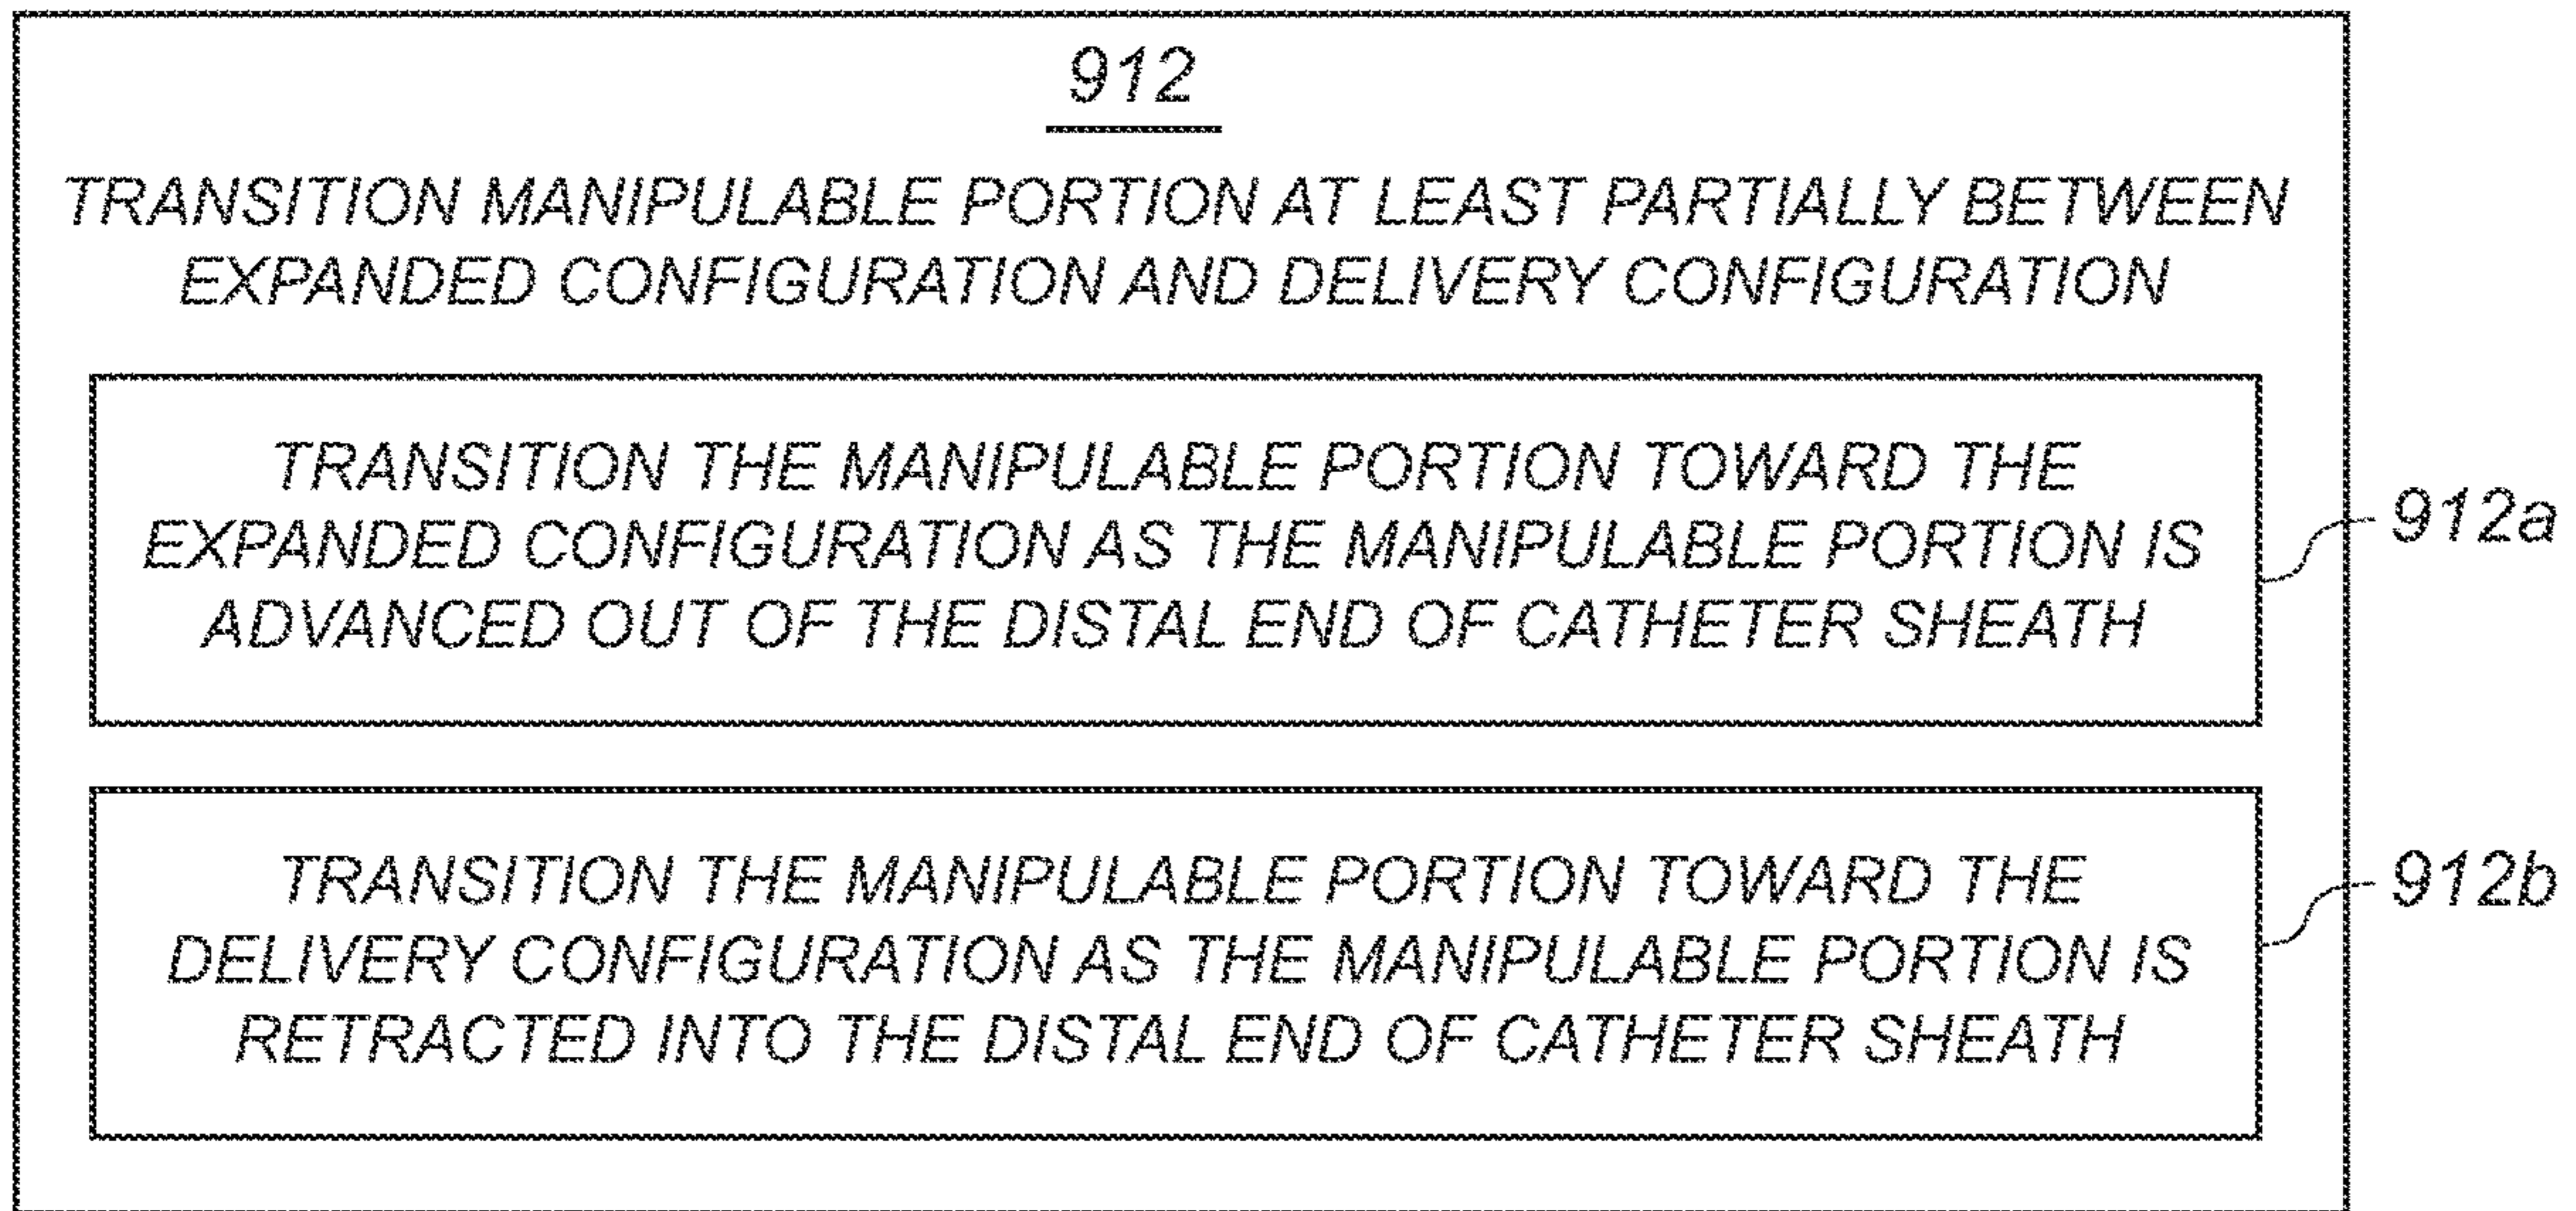 912
TRANSITION MANIPULABLE PORTION AT LEAST PARTIALLY BETWEEN
EXPANDED CONFIGURATION AND DELIVERY CONFIGURATION
TRANSITION THE MANIPULABLE PORTION TOWARD THE
EXPANDED CONFIGURATION AS THE MANIPULABLE PORTION IS
ADVANCED OUT OF THE DISTAL END OF CATHETER SHEATH
912a
TRANSITION THE MANIPULABLE PORTION TOWARD THE
DELIVERY CONFIGURATION AS THE MANIPULABLE PORTION IS
RETRACTED INTO THE DISTAL END OF CATHETER SHEATH
912b